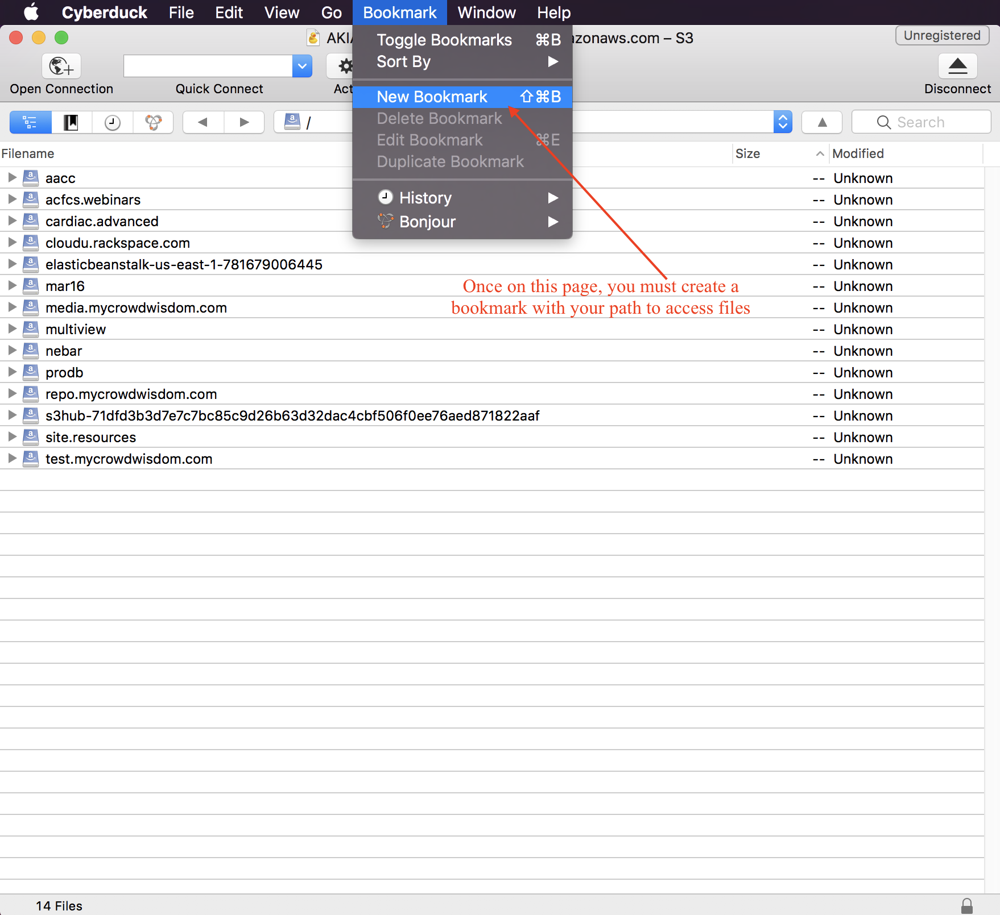 Cyberduck File Edit View Go Bookmark Window Help
AKIA
azonaws.com – S3
Unregistered
Toggle Bookmarks ⌘B
Sort By ▶
Open Connection
Quick Connect
Act
Disconnect
New Bookmark ⇧⌘B
Delete Bookmark
Edit Bookmark ⌘E
Duplicate Bookmark
/
Search
History ▶
Bonjour ▶
Filename Size Modified
aacc -- Unknown
acfcs.webinars -- Unknown
cardiac.advanced -- Unknown
cloudu.rackspace.com -- Unknown
elasticbeanstalk-us-east-1-781679006445 -- Unknown
mar16 -- Unknown
media.mycrowdwisdom.com -- Unknown
multiview -- Unknown
nebar -- Unknown
prodb -- Unknown
repo.mycrowdwisdom.com -- Unknown
s3hub-71dfd3b3d7e7c7bc85c9d26b63d32dac4cbf506f0ee76aed871822aaf -- Unknown
site.resources -- Unknown
test.mycrowdwisdom.com -- Unknown
Once on this page, you must create a
bookmark with your path to access files
14 Files